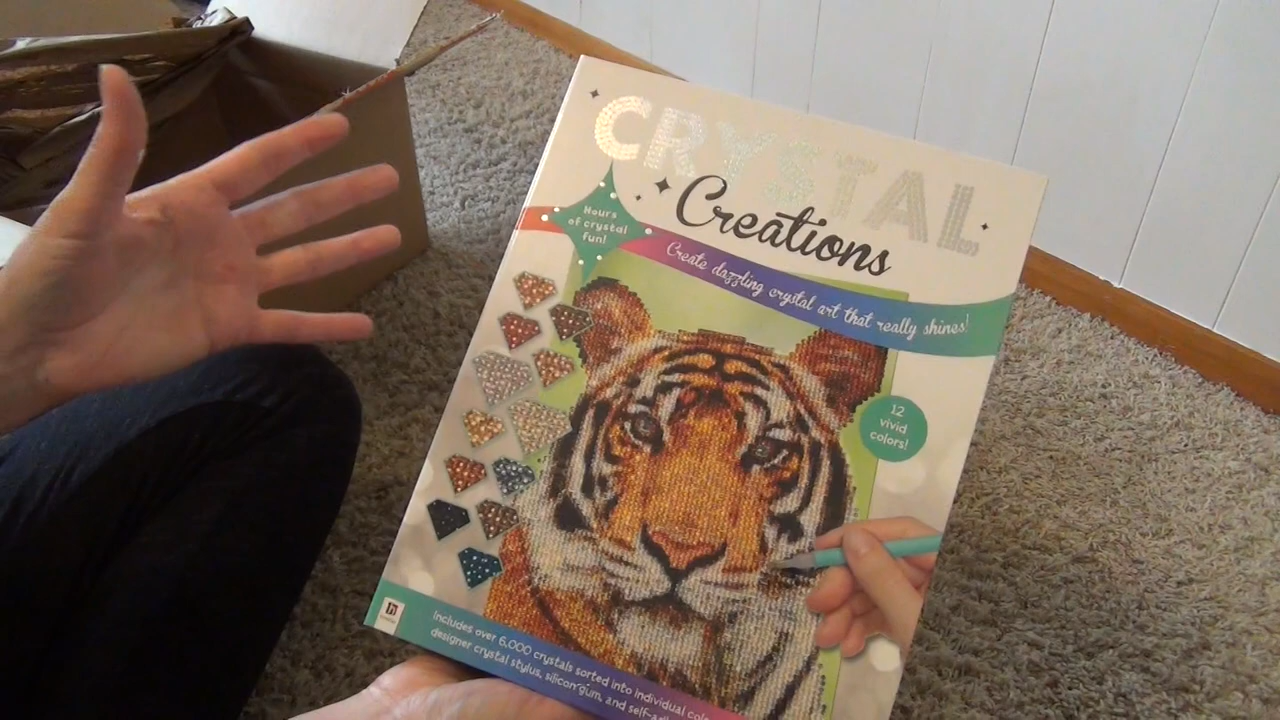 CRYSTAL
Creations
Hours
of crystal
fun!
Create dazzling crystal art that really shines!
12
vivid
colors!
Includes over 6,000 crystals sorted into individual
designer crystal stylus, silicon gum, and